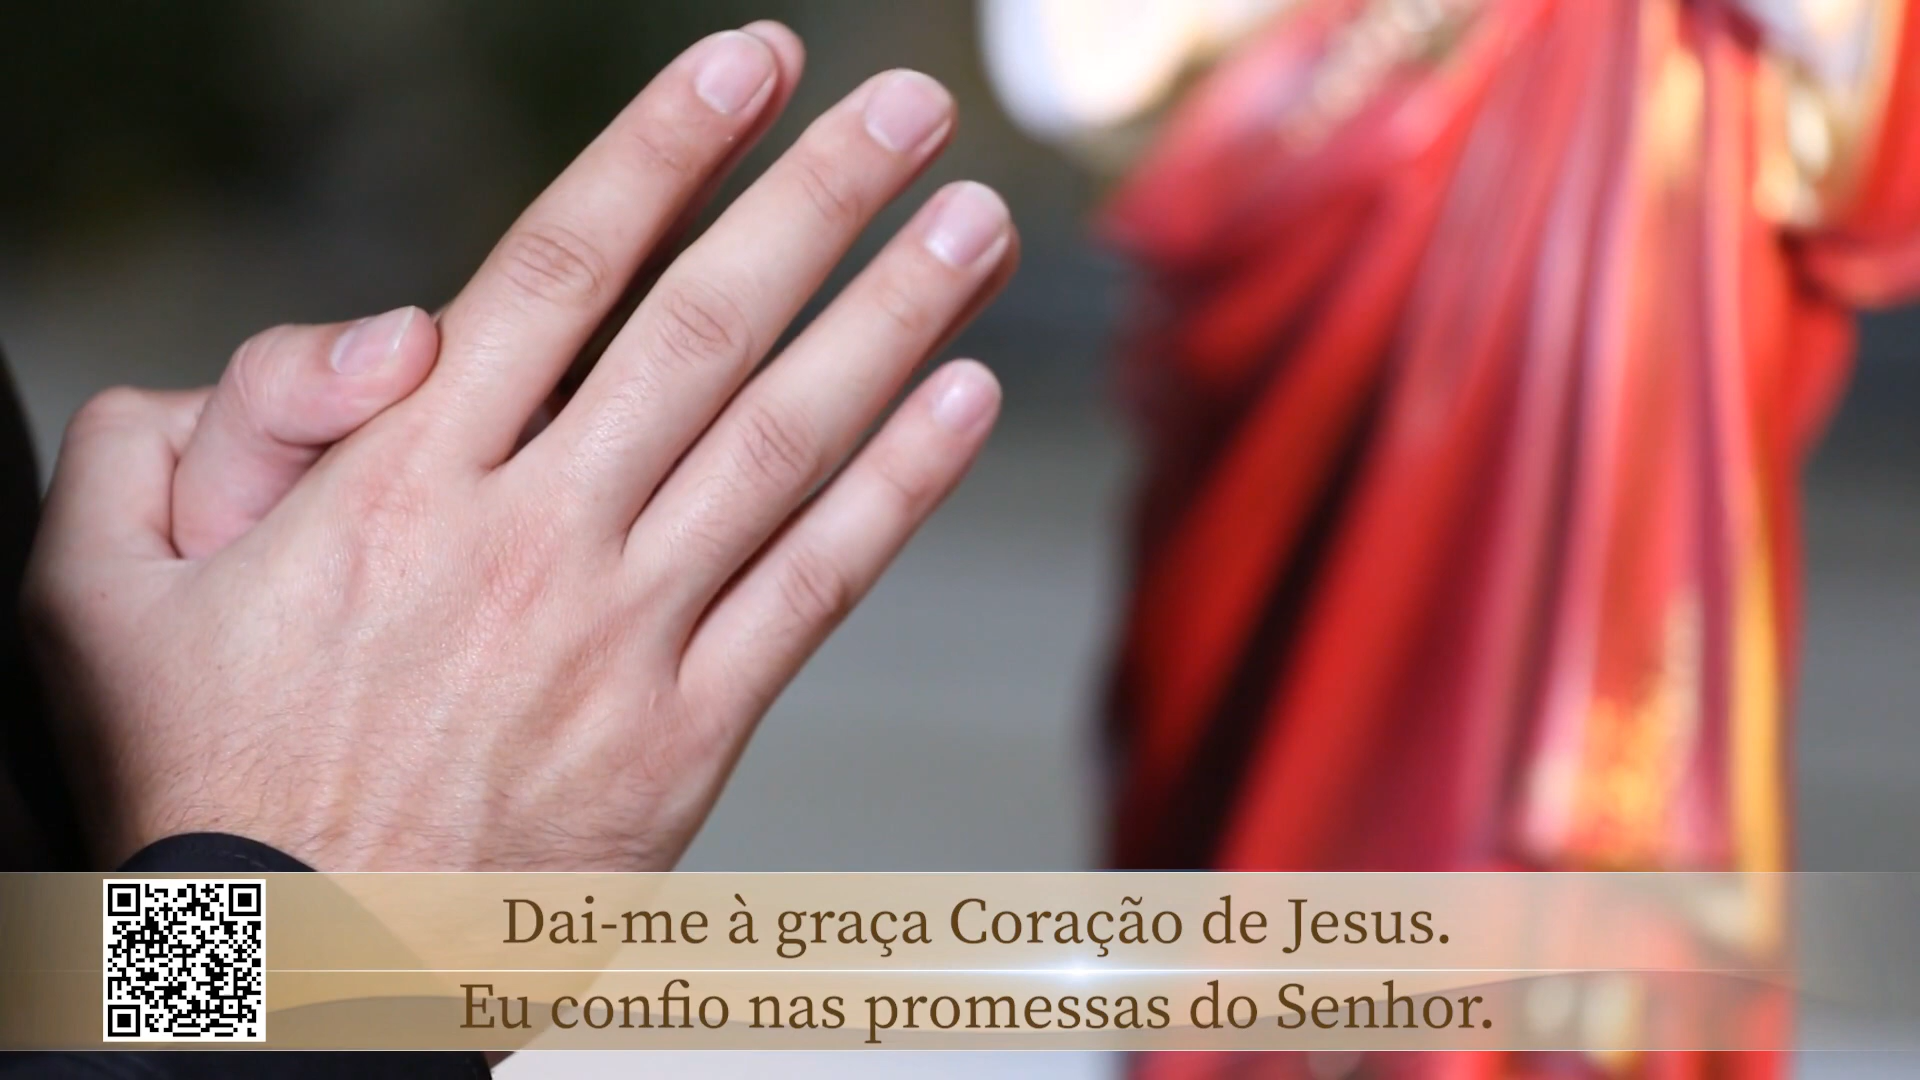 Dai-me à graça Coração de Jesus.
Eu confio nas promessas do Senhor.